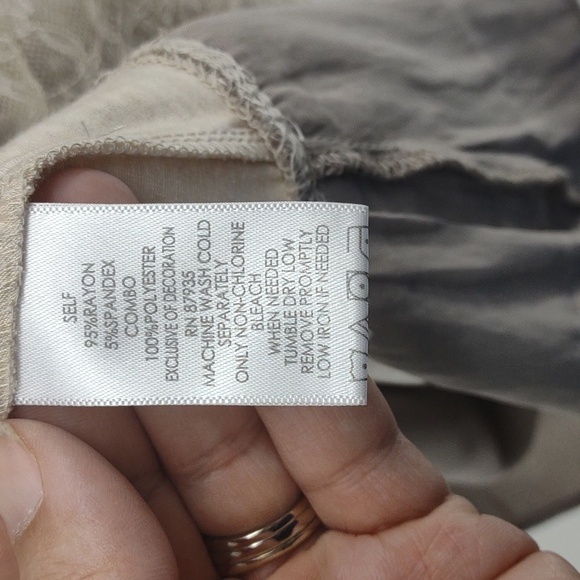 SELF
95%RAYON
5%SPANDEX
COMBO
100%POLYESTER
EXCLUSIVE OF DECORATION
RN 87935
MACHINE WASH COLD
SEPARATELY
ONLY NON-CHLORINE
BLEACH
WHEN NEEDED
TUMBLE DRY LOW
REMOVE PROMPTLY
LOW IRON IF NEEDED